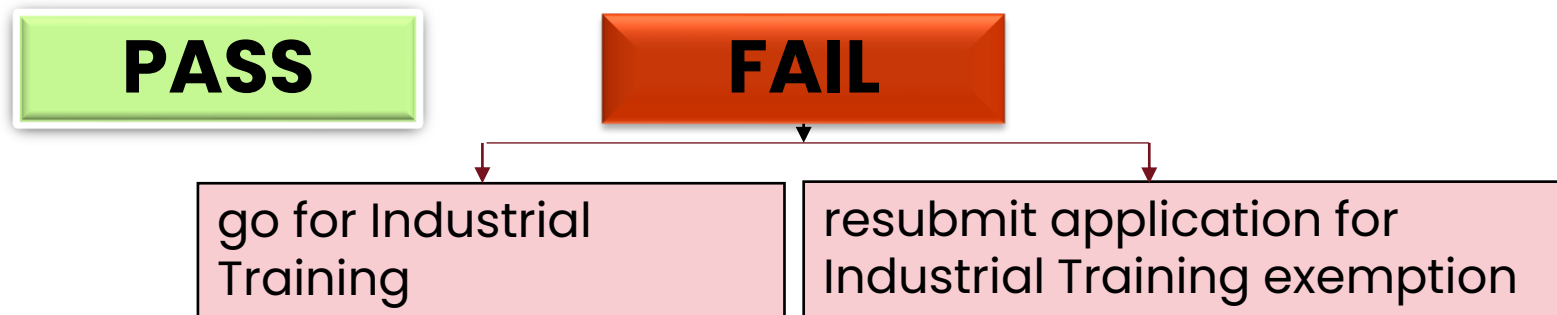 PASS
FAIL
go for Industrial
Training
resubmit application for
Industrial Training exemption